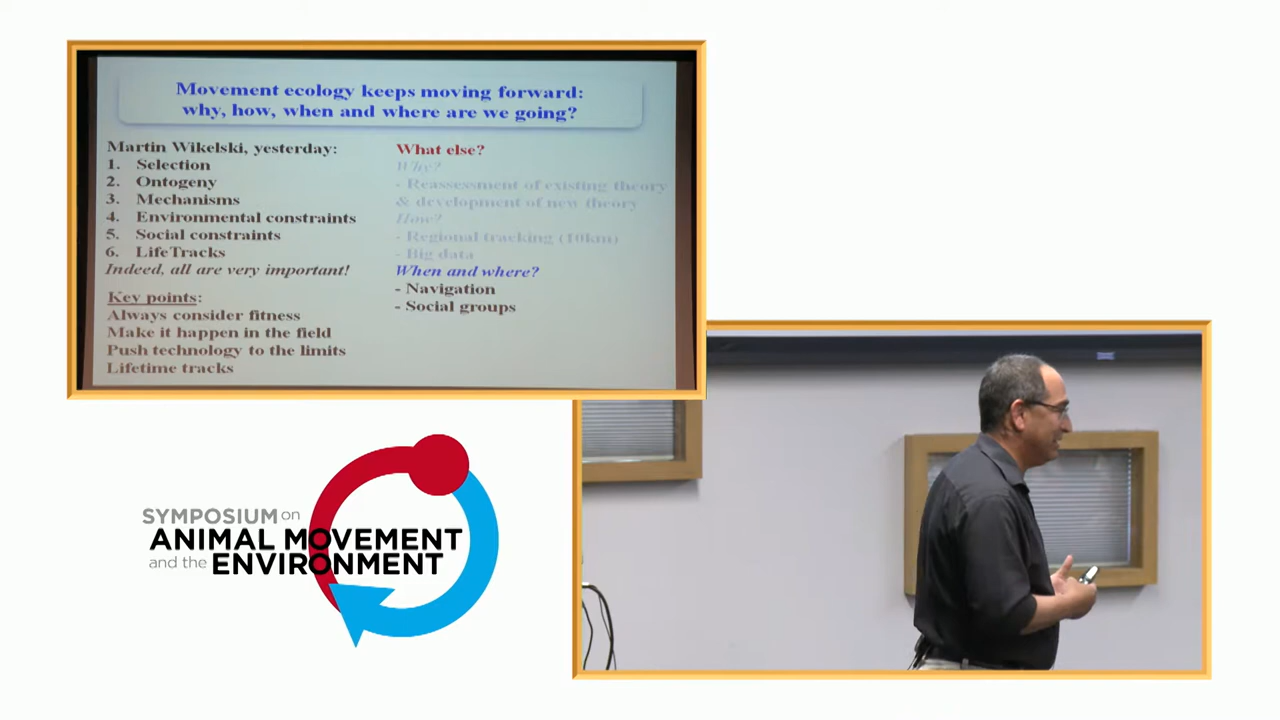 Movement ecology keeps moving forward:
why, how, when and where are we going?
Martin Wikelski, yesterday:
1. Selection
2. Ontogeny
3. Mechanisms
4. Environmental constraints
5. Social constraints
6. LifeTracks
Indeed, all are very important!
Key points:
Always consider fitness
Make it happen in the field
Push technology to the limits
Lifetime tracks
What else?
Why?
- Reassessment of existing theory
& development of new theory
How?
- Regional tracking (10km)
- Big data
When and where?
- Navigation
- Social groups
SYMPOSIUM on
ANIMAL MOVEMENT
and the ENVIRONMENT